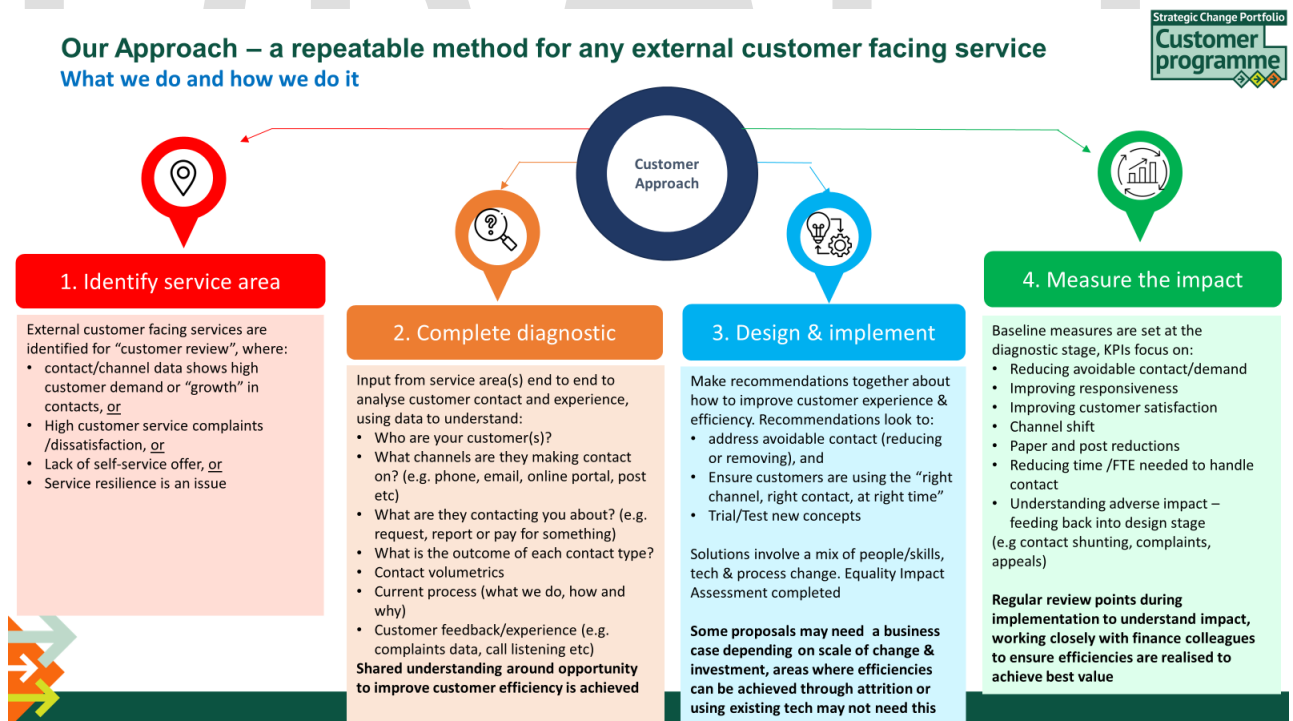 Strategic Change Portfolio
Customer
programme
Our Approach – a repeatable method for any external customer facing service
What we do and how we do it
Customer
Approach
1. Identify service area
External customer facing services are
identified for “customer review”, where:
• contact/channel data shows high
customer demand or “growth” in
contacts, or
• High customer service complaints
/dissatisfaction, or
• Lack of self-service offer, or
• Service resilience is an issue
2. Complete diagnostic
Input from service area(s) end to end to
analyse customer contact and experience,
using data to understand:
• Who are your customer(s)?
• What channels are they making contact
on? (e.g. phone, email, online portal, post
etc)
• What are they contacting you about? (e.g.
request, report or pay for something)
• What is the outcome of each contact type?
• Contact volumetrics
• Current process (what we do, how and
why)
• Customer feedback/experience (e.g.
complaints data, call listening etc)
Shared understanding around opportunity
to improve customer efficiency is achieved
3. Design & implement
Make recommendations together about
how to improve customer experience &
efficiency. Recommendations look to:
• address avoidable contact (reducing
or removing), and
• Ensure customers are using the “right
channel, right contact, at right time”
• Trial/Test new concepts
Solutions involve a mix of people/skills,
tech & process change. Equality Impact
Assessment completed
Some proposals may need a business
case depending on scale of change &
investment, areas where efficiencies
can be achieved through attrition or
using existing tech may not need this
4. Measure the impact
Baseline measures are set at the
diagnostic stage, KPIs focus on:
• Reducing avoidable contact/demand
• Improving responsiveness
• Improving customer satisfaction
• Channel shift
• Paper and post reductions
• Reducing time /FTE needed to handle
contact
• Understanding adverse impact –
feeding back into design stage
(e.g contact shunting, complaints,
appeals)
Regular review points during
implementation to understand impact,
working closely with finance colleagues
to ensure efficiencies are realised to
achieve best value